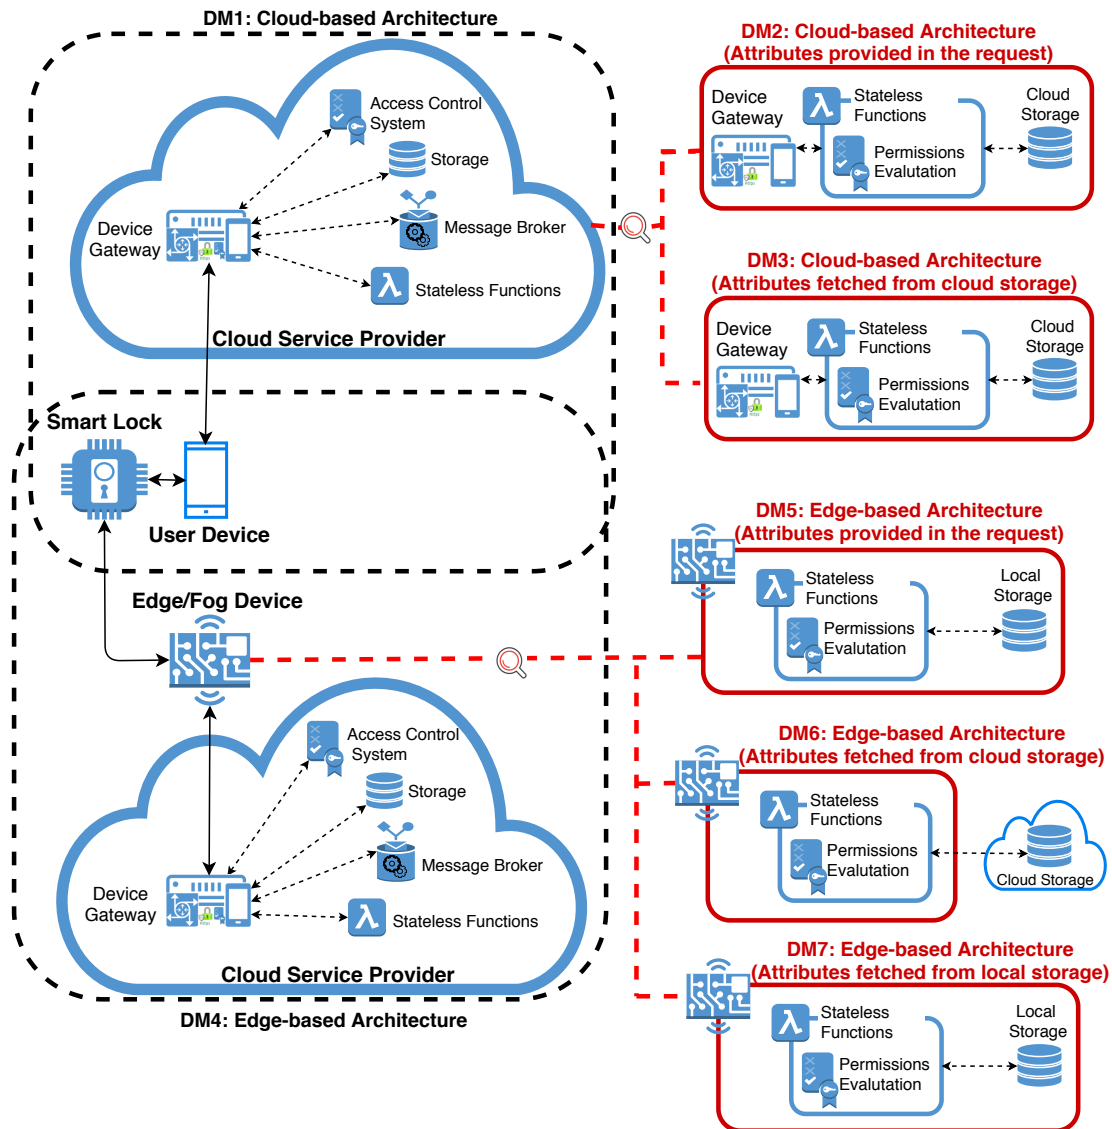 DM1: Cloud-based Architecture
Access Control
System
Storage
Message Broker
Stateless Functions
Device
Gateway
Cloud Service Provider
Smart Lock
User Device
Edge/Fog Device
Access Control
System
Storage
Message Broker
Stateless Functions
Device
Gateway
Cloud Service Provider
DM4: Edge-based Architecture
DM2: Cloud-based Architecture
(Attributes provided in the request)
Device
Gateway
Stateless
Functions
Permissions
Evalutation
Cloud
Storage
DM3: Cloud-based Architecture
(Attributes fetched from cloud storage)
Device
Gateway
Stateless
Functions
Permissions
Evalutation
Cloud
Storage
DM5: Edge-based Architecture
(Attributes provided in the request)
Stateless
Functions
Permissions
Evalutation
Local
Storage
DM6: Edge-based Architecture
(Attributes fetched from cloud storage)
Stateless
Functions
Permissions
Evalutation
Cloud Storage
DM7: Edge-based Architecture
(Attributes fetched from local storage)
Stateless
Functions
Permissions
Evalutation
Local
Storage